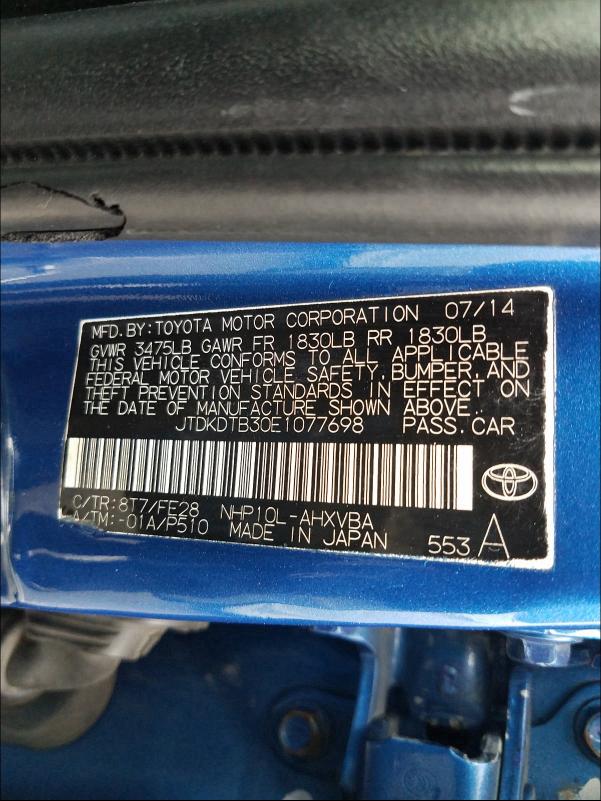 MFD. BY: TOYOTA MOTOR CORPORATION 07/14
GVWR 3475LB GAWR FR 1830LB RR 1830LB
THIS VEHICLE CONFORMS TO ALL APPLICABLE
FEDERAL MOTOR VEHICLE SAFETY, BUMPER, AND
THEFT PREVENTION STANDARDS IN EFFECT ON
THE DATE OF MANUFACTURE SHOWN ABOVE.
JTDKDTB30E1077698 PASS. CAR
C/TR: 8T7/FE28 NHP10L-AHXVBA
A/TM: -01A/P510 MADE IN JAPAN 553 A